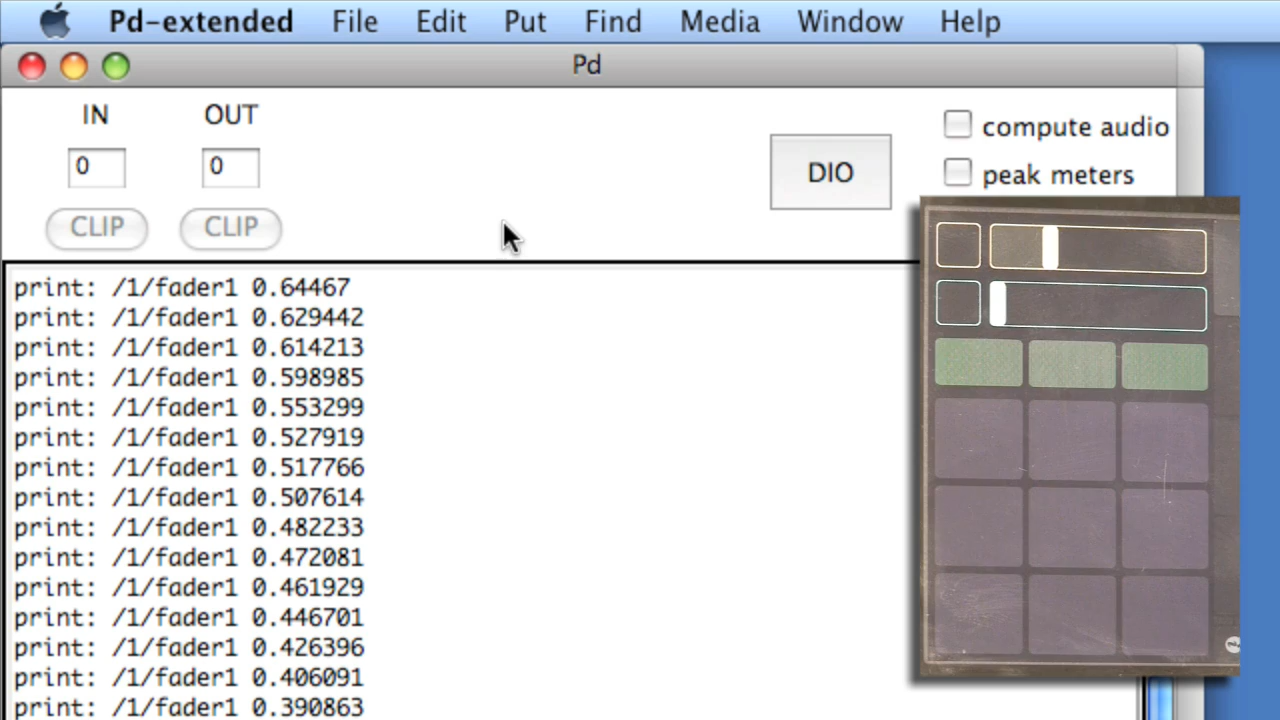 Pd-extended File Edit Put Find Media Window Help
Pd
IN OUT
compute audio
0 0
DIO
peak meters
CLIP CLIP
print: /1/fader1 0.64467
print: /1/fader1 0.629442
print: /1/fader1 0.614213
print: /1/fader1 0.598985
print: /1/fader1 0.553299
print: /1/fader1 0.527919
print: /1/fader1 0.517766
print: /1/fader1 0.507614
print: /1/fader1 0.482233
print: /1/fader1 0.472081
print: /1/fader1 0.461929
print: /1/fader1 0.446701
print: /1/fader1 0.426396
print: /1/fader1 0.406091
print: /1/fader1 0.390863